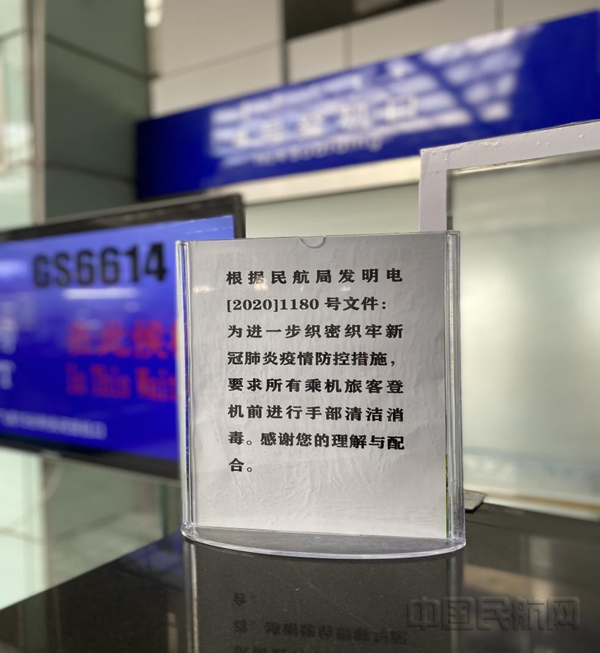 GS6614
根据民航局发明电
[2020]1180 号文件：
为进一步织密织牢新
冠肺炎疫情防控措施，
要求所有乘机旅客登
机前进行手部清洁消
毒。感谢您的理解与配
合。
中国民航网